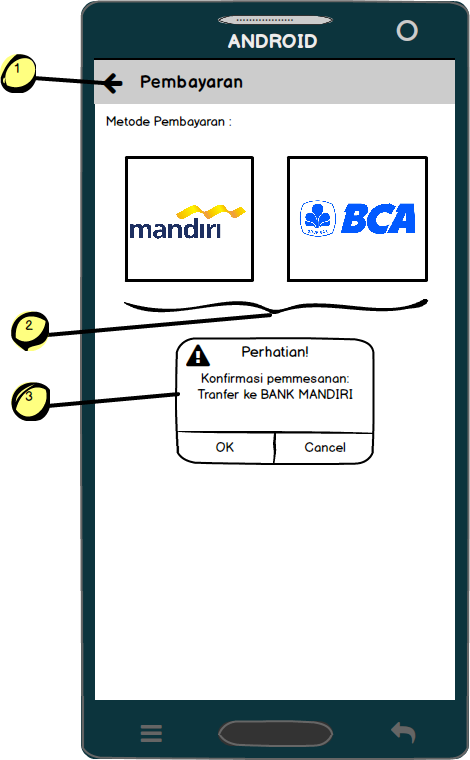 ANDROID
1
Pembayaran
Metode Pembayaran :
mandiri
BCA
2
Perhatian!
Konfirmasi pemmesanan:
3
Tranfer ke BANK MANDIRI
OK
Cancel